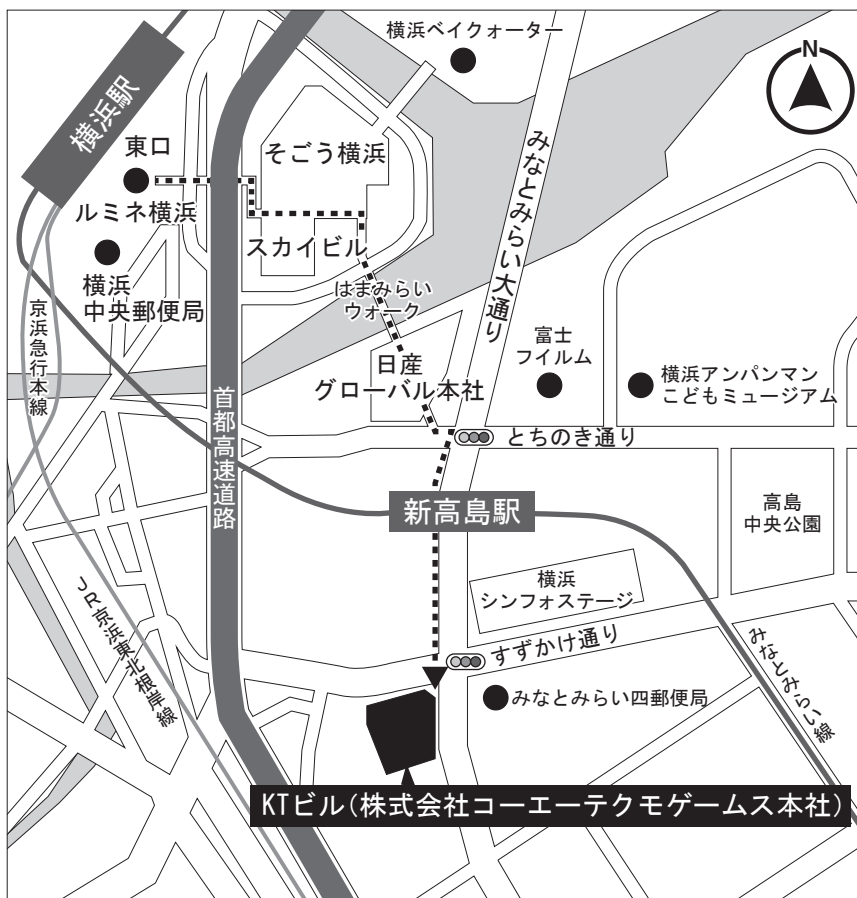 横浜ベイクォーター
N
横浜駅
東口
そごう横浜
ルミネ横浜
スカイビル
みなとみらい大通り
横浜
中央郵便局
はまみらい
ウォーク
京浜急行本線
富士
フイルム
日産
グローバル本社
横浜アンパンマン
こどもミュージアム
首都高速道路
とちのき通り
新高島駅
高島
中央公園
横浜
シンフォステージ
JR京浜東北根岸線
すずかけ通り
みなとみらい線
みなとみらい四郵便局
KTビル(株式会社コーエーテクモゲームス本社)